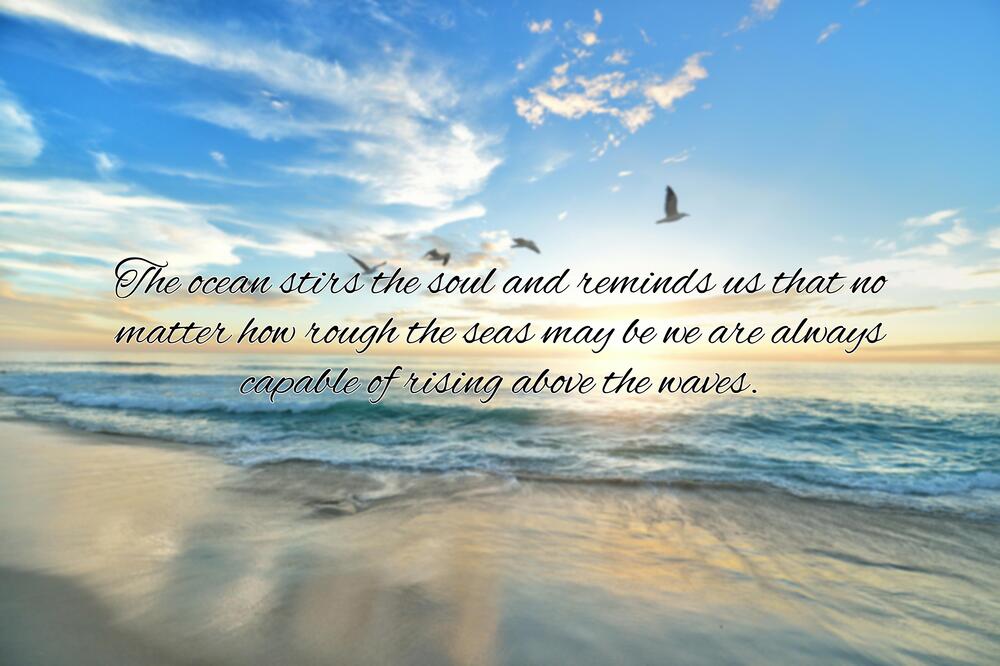 The ocean stirs the soul and reminds us that no
matter how rough the seas may be we are always
capable of rising above the waves.